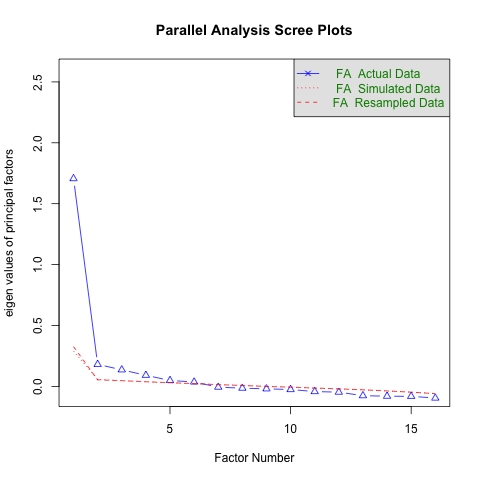 Parallel Analysis Scree Plots
FA  Actual Data
FA  Simulated Data
FA  Resampled Data
eigen values of principal factors
2.5
2.0
1.5
1.0
0.5
0.0
5 10 15
Factor Number